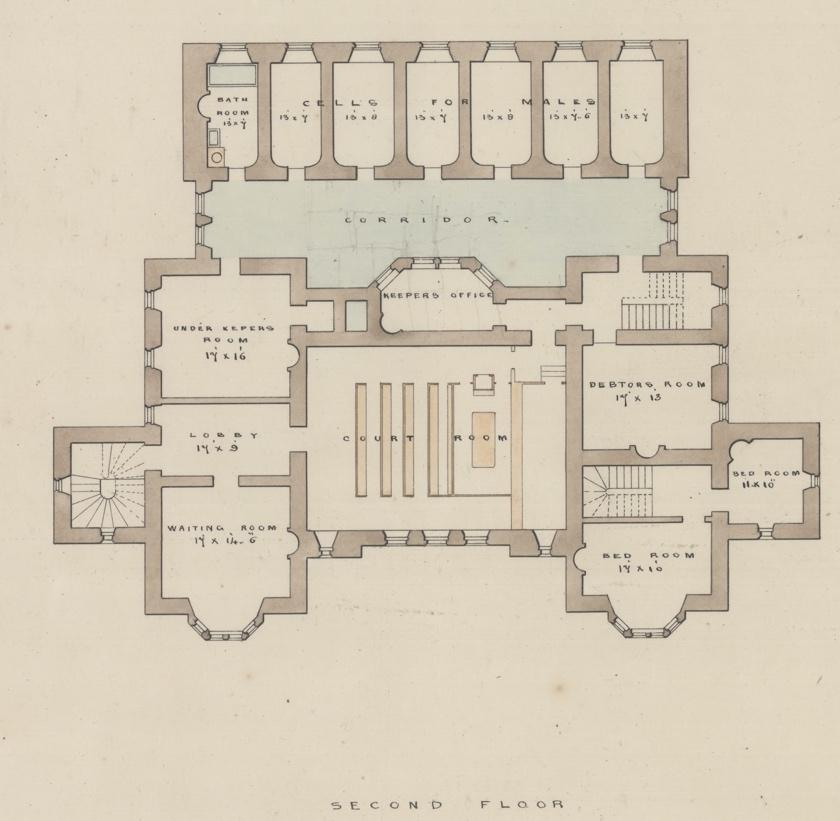 BATH
ROOM
13 x 7
CELLS FOR MALES
13 x 7
13 x 8
13 x 7
13 x 8
13 x 7.6
13 x 7
CORRIDOR
KEEPERS OFFICE
UNDER KEPERS
ROOM
17 x 16
DEBTORS ROOM
17 x 13
LOBBY
17 x 9
COURT ROOM
BED ROOM
11 x 10
WAITING ROOM
17 x 14.6
BED ROOM
17 x 10
SECOND FLOOR